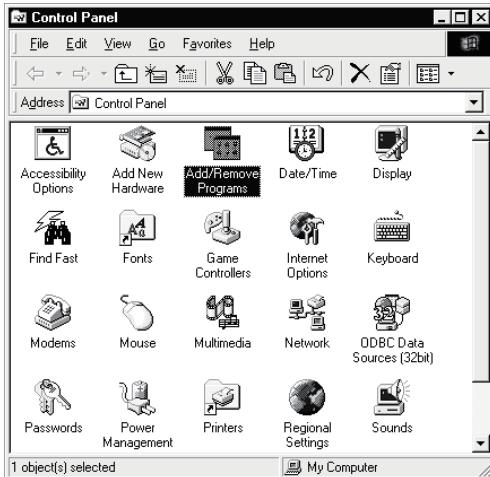 Control Panel
File Edit View Go Favorites Help
Address Control Panel
Accessibility Options
Add New Hardware
Add/Remove Programs
Date/Time
Display
Find Fast
Fonts
Game Controllers
Internet Options
Keyboard
Modems
Mouse
Multimedia
Network
ODBC Data Sources (32bit)
Passwords
Power Management
Printers
Regional Settings
Sounds
1 object(s) selected
My Computer